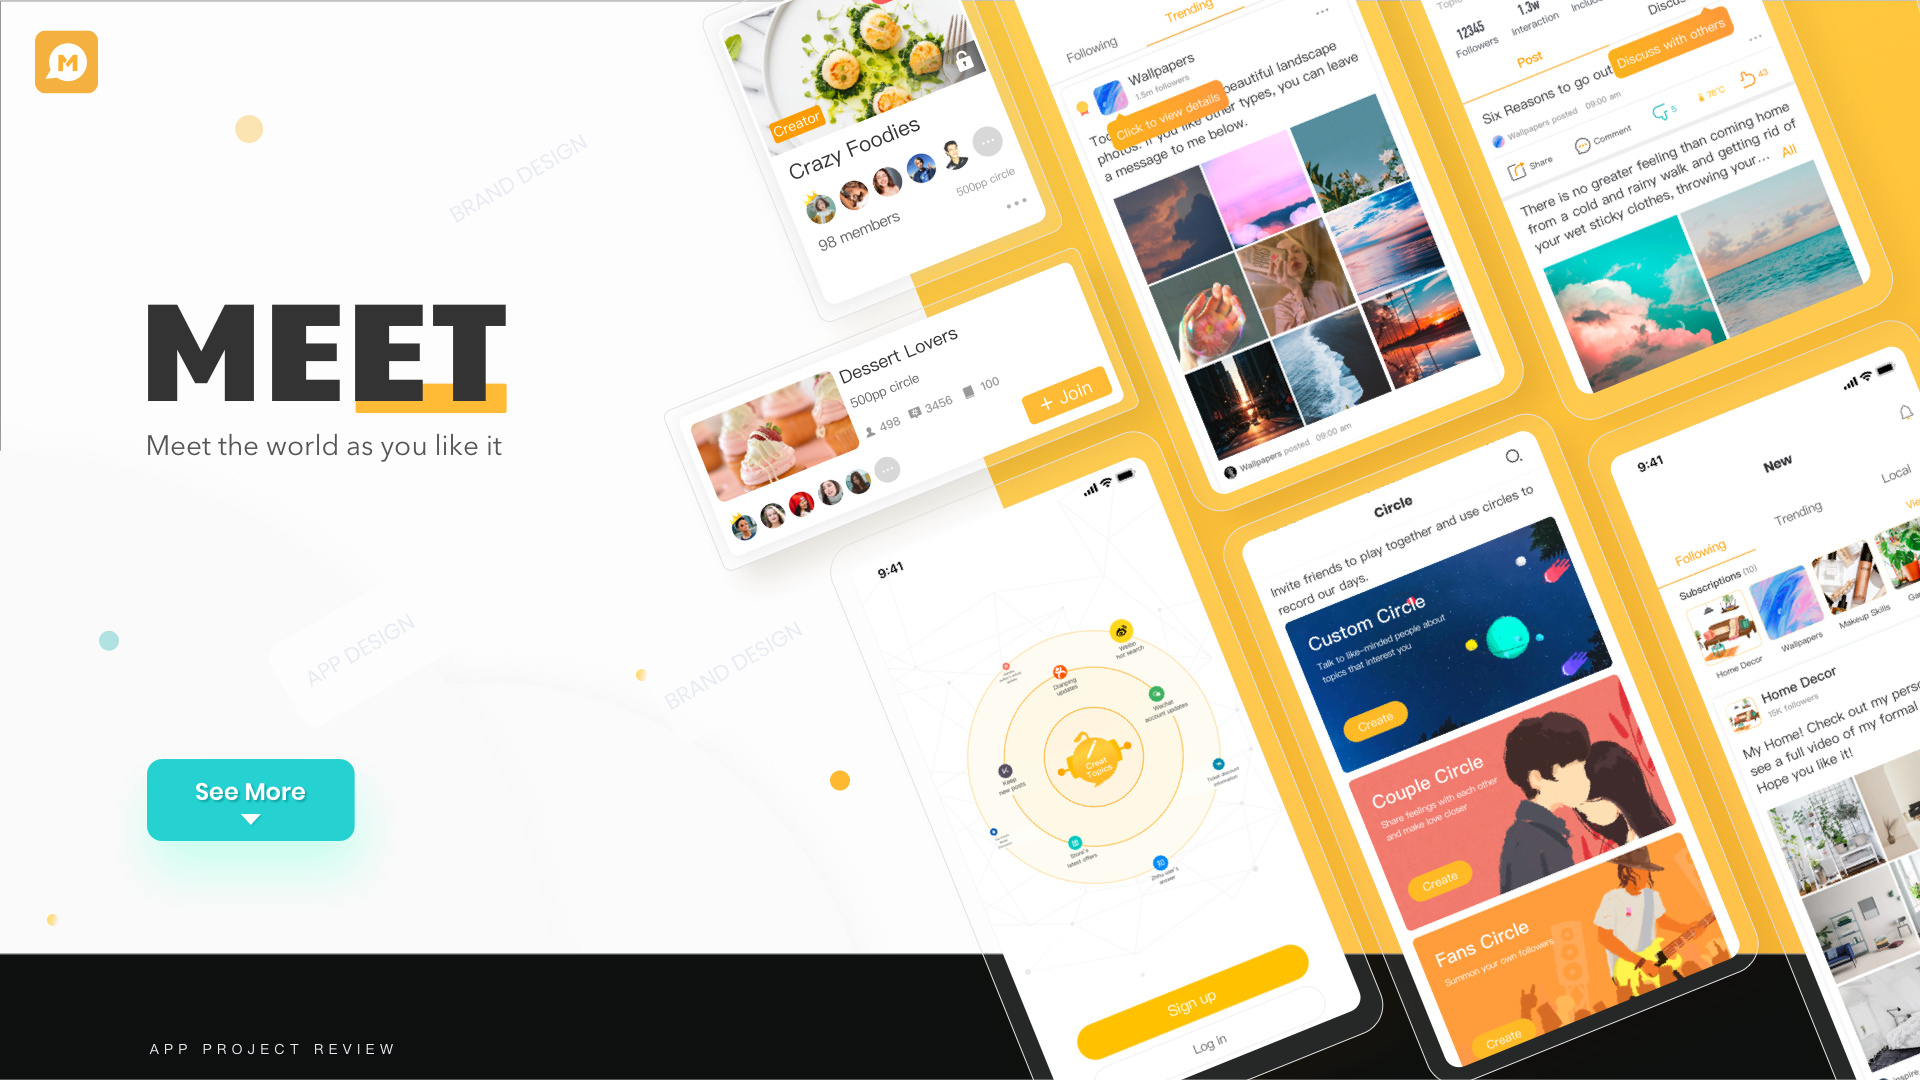 M
BRAND DESIGN
MEET
Meet the world as you like it
APP DESIGN
BRAND DESIGN
See More
APP PROJECT REVIEW
Creator
Crazy Foodies
500pp circle
98 members
Dessert Lovers
500pp circle
498
3456
100
+ Join
Following
Trending
Wallpapers
1.5m followers
Click to view details
beautiful landscape
photos. If you like other types, you can leave
a message to me below.
Wallpapers posted 09:00 am
12345
Followers
1.3w
Interaction
Post
Discuss with others
Six Reasons to go out
Wallpapers posted 09:00 am
Share
Comment
5
78°C
43
There is no greater feeling than coming home
from a cold and rainy walk and getting rid of
your wet sticky clothes, throwing your... All
9:41
Weibo
hot search
Dianping
updates
Wechat
account updates
Creat
Topics
Keep
new posts
Ticket discount
information
Store's
latest offers
Zhihu user's
answer
Sign up
Log in
Circle
Invite friends to play together and use circles to
record our days.
Custom Circle
Talk to like-minded people about
topics that interest you
Create
Couple Circle
Share feelings with each other
and make love closer
Create
Fans Circle
Summon your own followers
Create
9:41
New
Following
Trending
Local
Subscriptions (10)
Home Decor
Wallpapers
Makeup Skills
Home Decor
15K followers
My Home! Check out my
see a full video of my formal
Hope you like it!